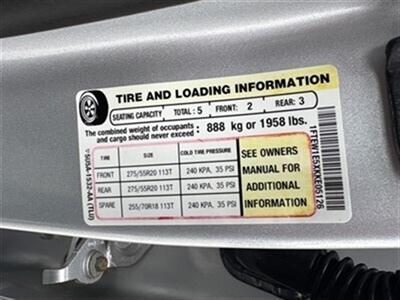 TIRE AND LOADING INFORMATION
SEATING CAPACITY TOTAL: 5 FRONT: 2 REAR: 3
The combined weight of occupants and cargo should never exceed : 888 kg or 1958 lbs.
TIRE SIZE COLD TIRE PRESSURE
FRONT 275/55R20 113T 240 KPA, 35 PSI
REAR 275/55R20 113T 240 KPA, 35 PSI
SPARE 255/70R18 113T 240 KPA, 35 PSI
SEE OWNERS
MANUAL FOR
ADDITIONAL
INFORMATION